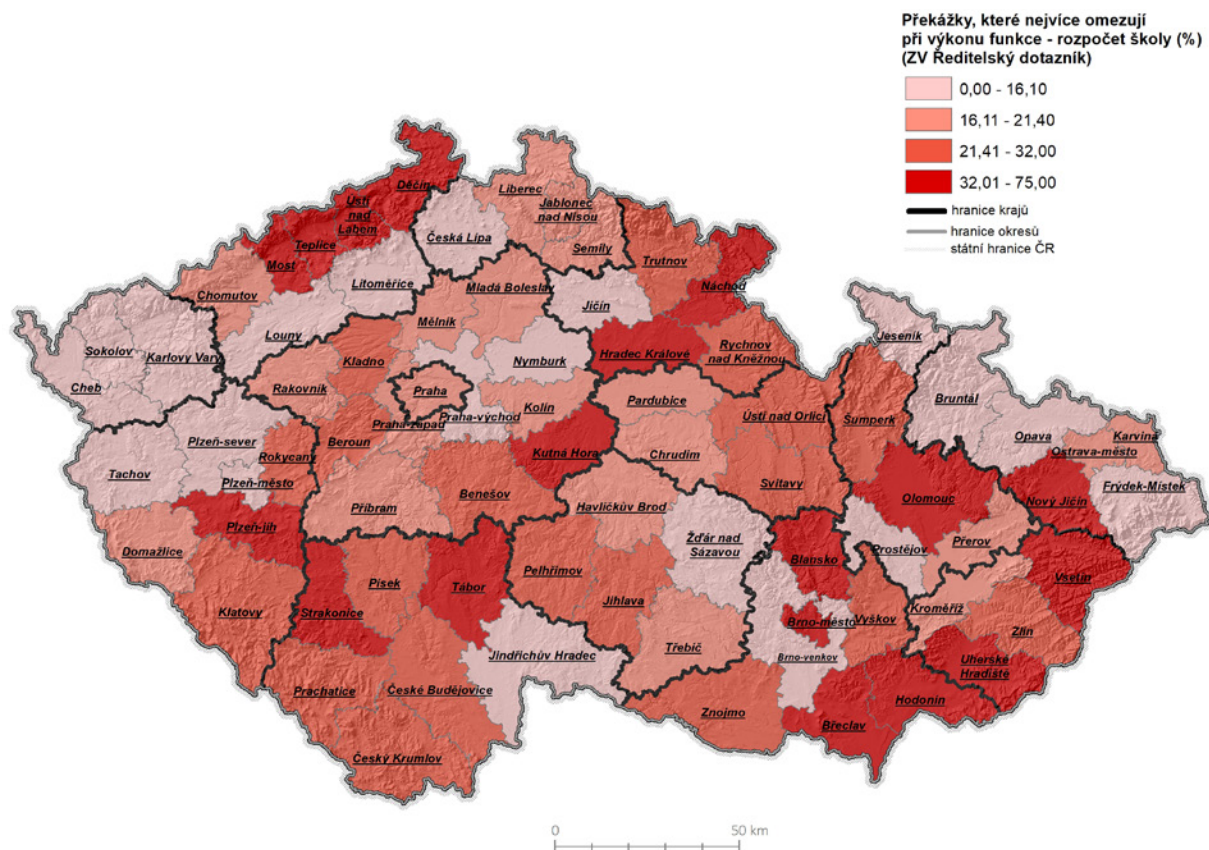 Překážky, které nejvíce omezují
při výkonu funkce - rozpočet školy (%)
(ZV Ředitelský dotazník)
0,00 - 16,10
16,11 - 21,40
21,41 - 32,00
32,01 - 75,00
hranice krajů
hranice okresů
státní hranice ČR
Děčín
Ústí
nad
Labem
Teplice
Most
Liberec
Jablonec
nad Nisou
Česká Lípa
Semily
Trutnov
Litoměřice
Chomutov
Mladá Boleslav
Jičín
Náchod
Louny
Mělník
Jeseník
Sokolov
Karlovy Vary
Nymburk
Hradec Králové
Rychnov
nad Kněžnou
Cheb
Kladno
Rakovník
Praha
Kolín
Pardubice
Bruntál
Praha-východ
Ústí nad Orlicí
Šumperk
Opava
Karviná
Plzeň-sever
Beroun
Praha-západ
Ostrava-město
Rokycany
Kutná Hora
Chrudim
Tachov
Plzeň-město
Svitavy
Frýdek-Místek
Benešov
Olomouc
Nový Jičín
Příbram
Havlíčkův Brod
Plzeň-jih
Žďár nad
Sázavou
Prostějov
Přerov
Domažlice
Blansko
Písek
Tábor
Pelhřimov
Vsetín
Jihlava
Klatovy
Strakonice
Kroměříž
Brno-město
Vyškov
Zlín
Třebíč
Jindřichův Hradec
Brno-venkov
Uherské
Hradiště
Prachatice
České Budějovice
Hodonín
Znojmo
Břeclav
Český Krumlov
0
50 km